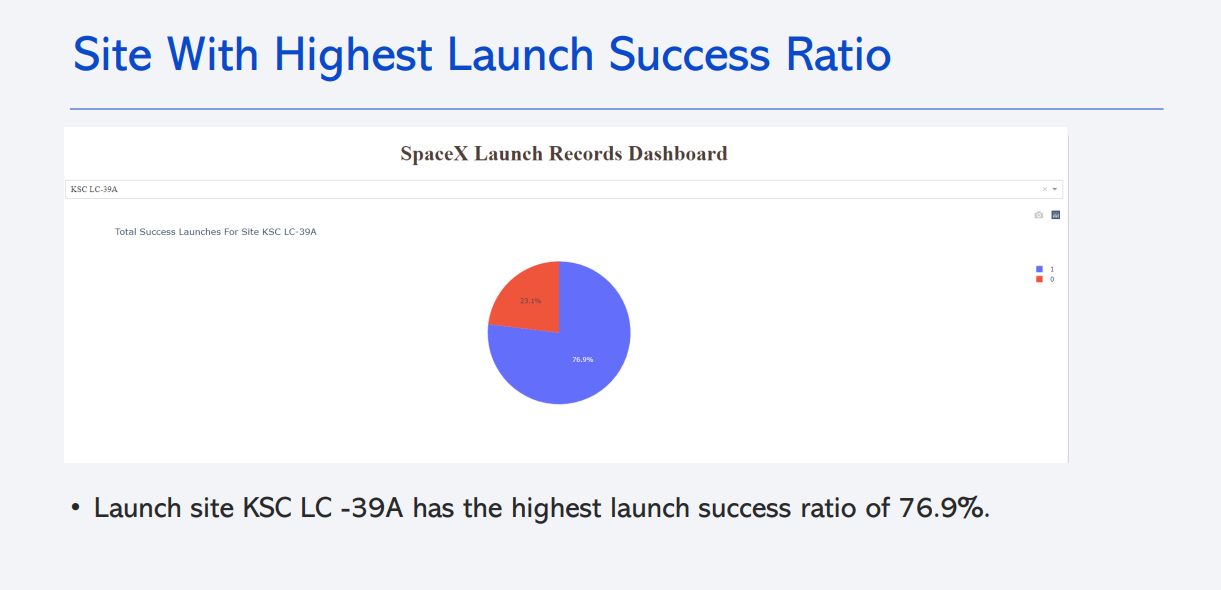 Site With Highest Launch Success Ratio
SpaceX Launch Records Dashboard
KSC LC-39A
Total Success Launches For Site KSC LC-39A
1
0
23.1%
76.9%
• Launch site KSC LC -39A has the highest launch success ratio of 76.9%.